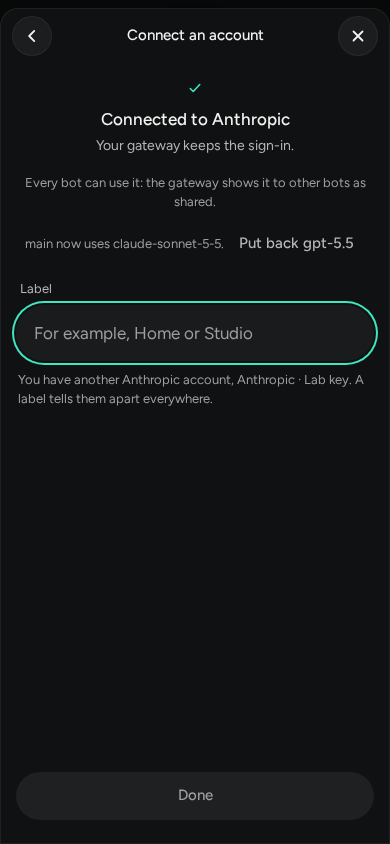 Connect an account
Connected to Anthropic
Your gateway keeps the sign-in.
Every bot can use it: the gateway shows it to other bots as
shared.
main now uses claude-sonnet-5-5. Put back gpt-5.5
Label
For example, Home or Studio
You have another Anthropic account, Anthropic · Lab key. A
label tells them apart everywhere.
Done